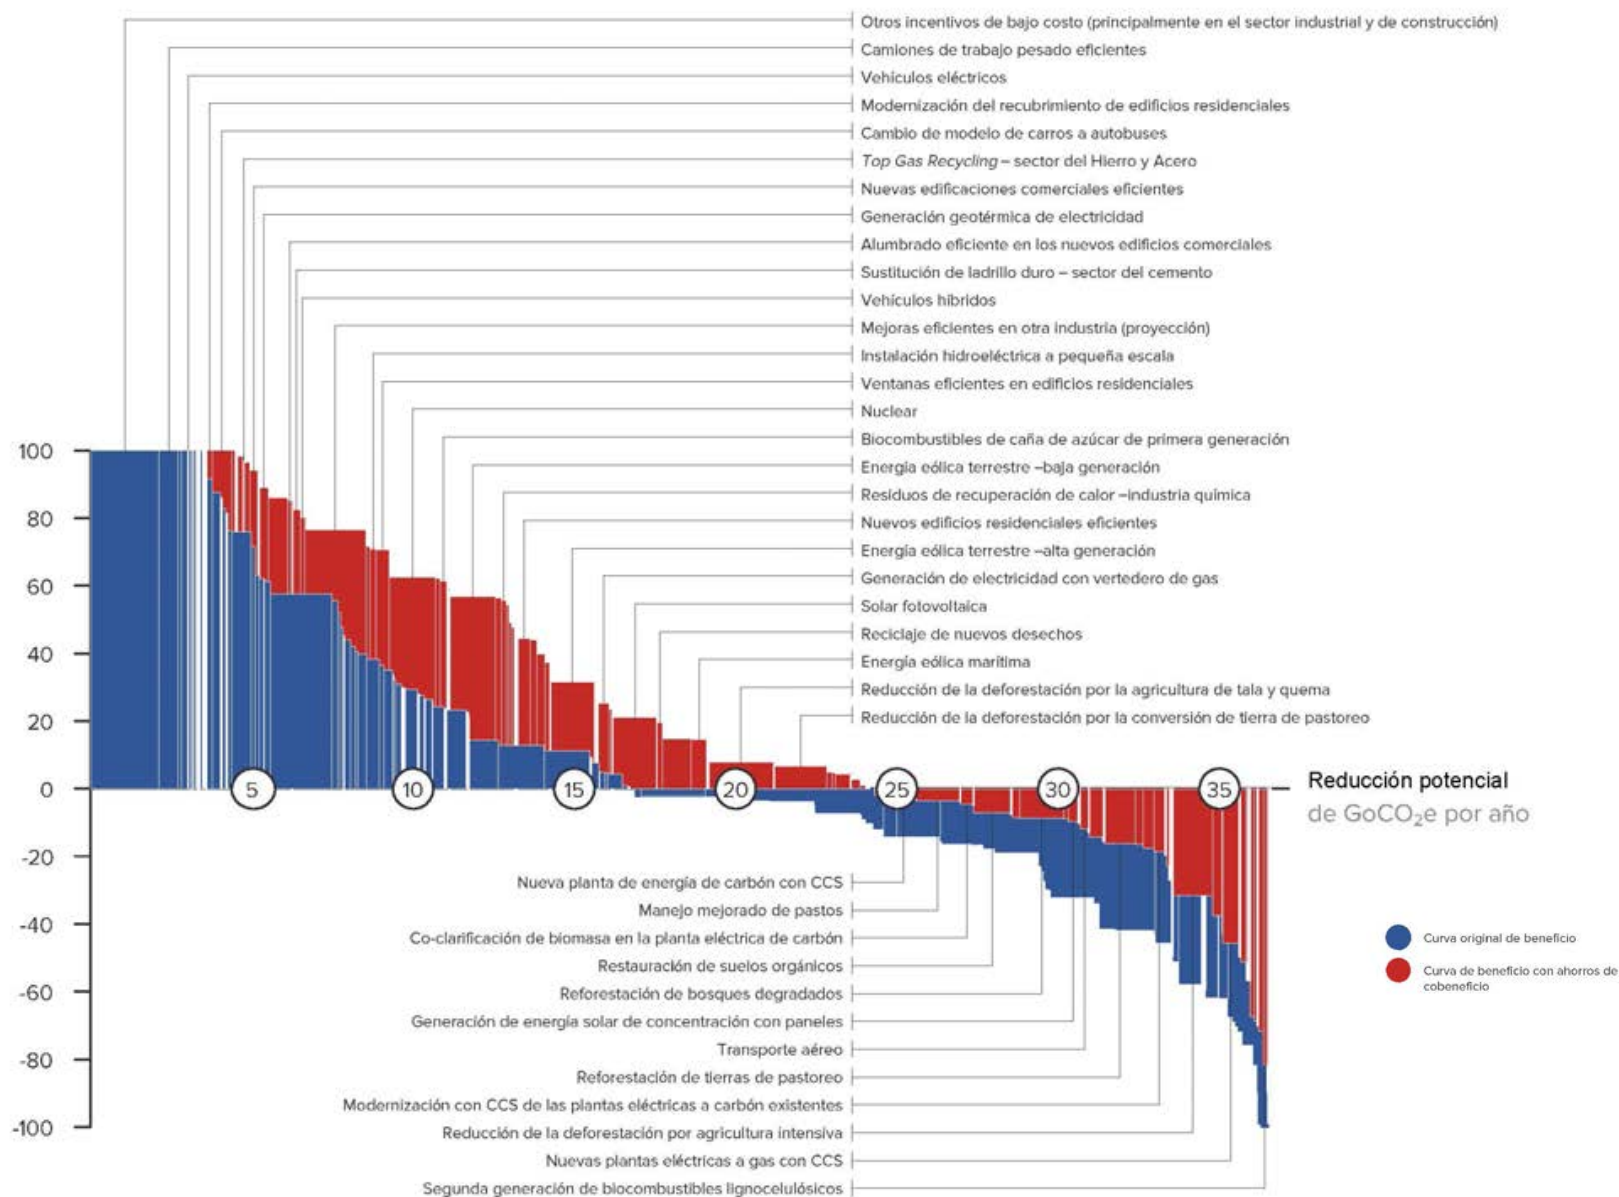 Otros incentivos de bajo costo (principalmente en el sector industrial y de construcción)
Camiones de trabajo pesado eficientes
Vehículos eléctricos
Modernización del recubrimiento de edificios residenciales
Cambio de modelo de carros a autobuses
Top Gas Recycling – sector del Hierro y Acero
Nuevas edificaciones comerciales eficientes
Generación geotérmica de electricidad
Alumbrado eficiente en los nuevos edificios comerciales
Sustitución de ladrillo duro – sector del cemento
Vehículos híbridos
Mejoras eficientes en otra industria (proyección)
Instalación hidroeléctrica a pequeña escala
Ventanas eficientes en edificios residenciales
Nuclear
Biocombustibles de caña de azúcar de primera generación
Energía eólica terrestre –baja generación
Residuos de recuperación de calor –industria química
Nuevos edificios residenciales eficientes
Energía eólica terrestre –alta generación
Generación de electricidad con vertedero de gas
Solar fotovoltaica
Reciclaje de nuevos desechos
Energía eólica marítima
Reducción de la deforestación por la agricultura de tala y quema
Reducción de la deforestación por la conversión de tierra de pastoreo
100
80
60
40
20
0
-20
-40
-60
-80
-100
5
10
15
20
25
30
35
Reducción potencial
de GoCO₂e por año
Nueva planta de energía de carbón con CCS
Manejo mejorado de pastos
Co-clarificación de biomasa en la planta eléctrica de carbón
Restauración de suelos orgánicos
Reforestación de bosques degradados
Generación de energía solar de concentración con paneles
Transporte aéreo
Reforestación de tierras de pastoreo
Modernización con CCS de las plantas eléctricas a carbón existentes
Reducción de la deforestación por agricultura intensiva
Nuevas plantas eléctricas a gas con CCS
Segunda generación de biocombustibles lignocelulósicos
Curva original de beneficio
Curva de beneficio con ahorros de
cobeneficio